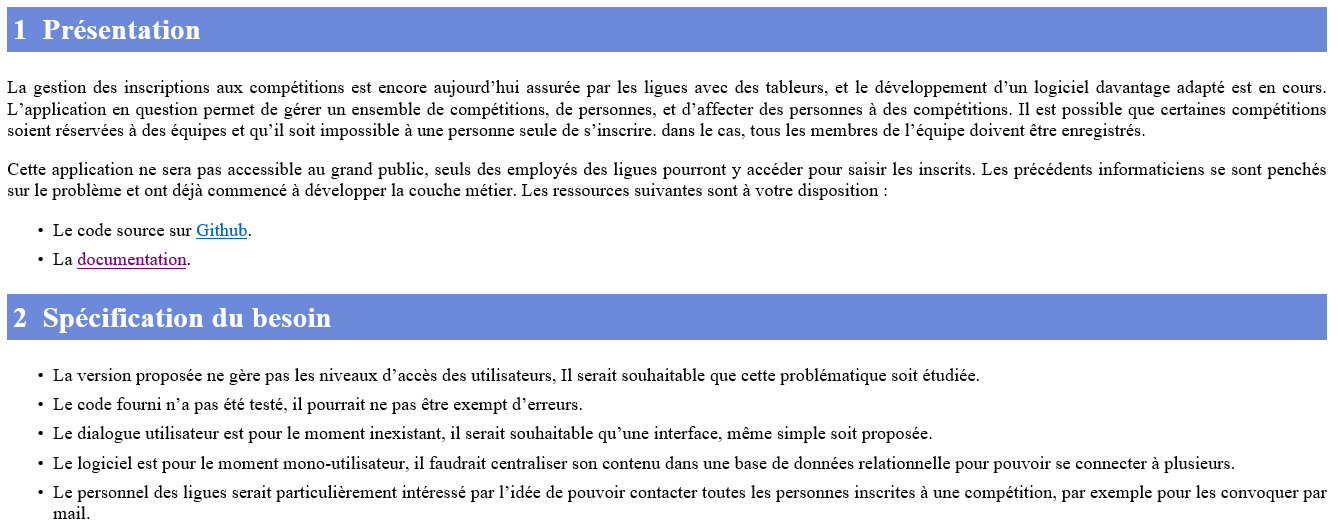 1 Présentation
La gestion des inscriptions aux compétitions est encore aujourd’hui assurée par les ligues avec des tableurs, et le développement d’un logiciel davantage adapté est en cours.
L’application en question permet de gérer un ensemble de compétitions, de personnes, et d’affecter des personnes à des compétitions. Il est possible que certaines compétitions
soient réservées à des équipes et qu’il soit impossible à une personne seule de s’inscrire. dans le cas, tous les membres de l’équipe doivent être enregistrés.
Cette application ne sera pas accessible au grand public, seuls des employés des ligues pourront y accéder pour saisir les inscrits. Les précédents informaticiens se sont penchés
sur le problème et ont déjà commencé à développer la couche métier. Les ressources suivantes sont à votre disposition :
• Le code source sur Github.
• La documentation.
2 Spécification du besoin
• La version proposée ne gère pas les niveaux d’accès des utilisateurs, Il serait souhaitable que cette problématique soit étudiée.
• Le code fourni n’a pas été testé, il pourrait ne pas être exempt d’erreurs.
• Le dialogue utilisateur est pour le moment inexistant, il serait souhaitable qu’une interface, même simple soit proposée.
• Le logiciel est pour le moment mono-utilisateur, il faudrait centraliser son contenu dans une base de données relationnelle pour pouvoir se connecter à plusieurs.
• Le personnel des ligues serait particulièrement intéressé par l’idée de pouvoir contacter toutes les personnes inscrites à une compétition, par exemple pour les convoquer par
mail.